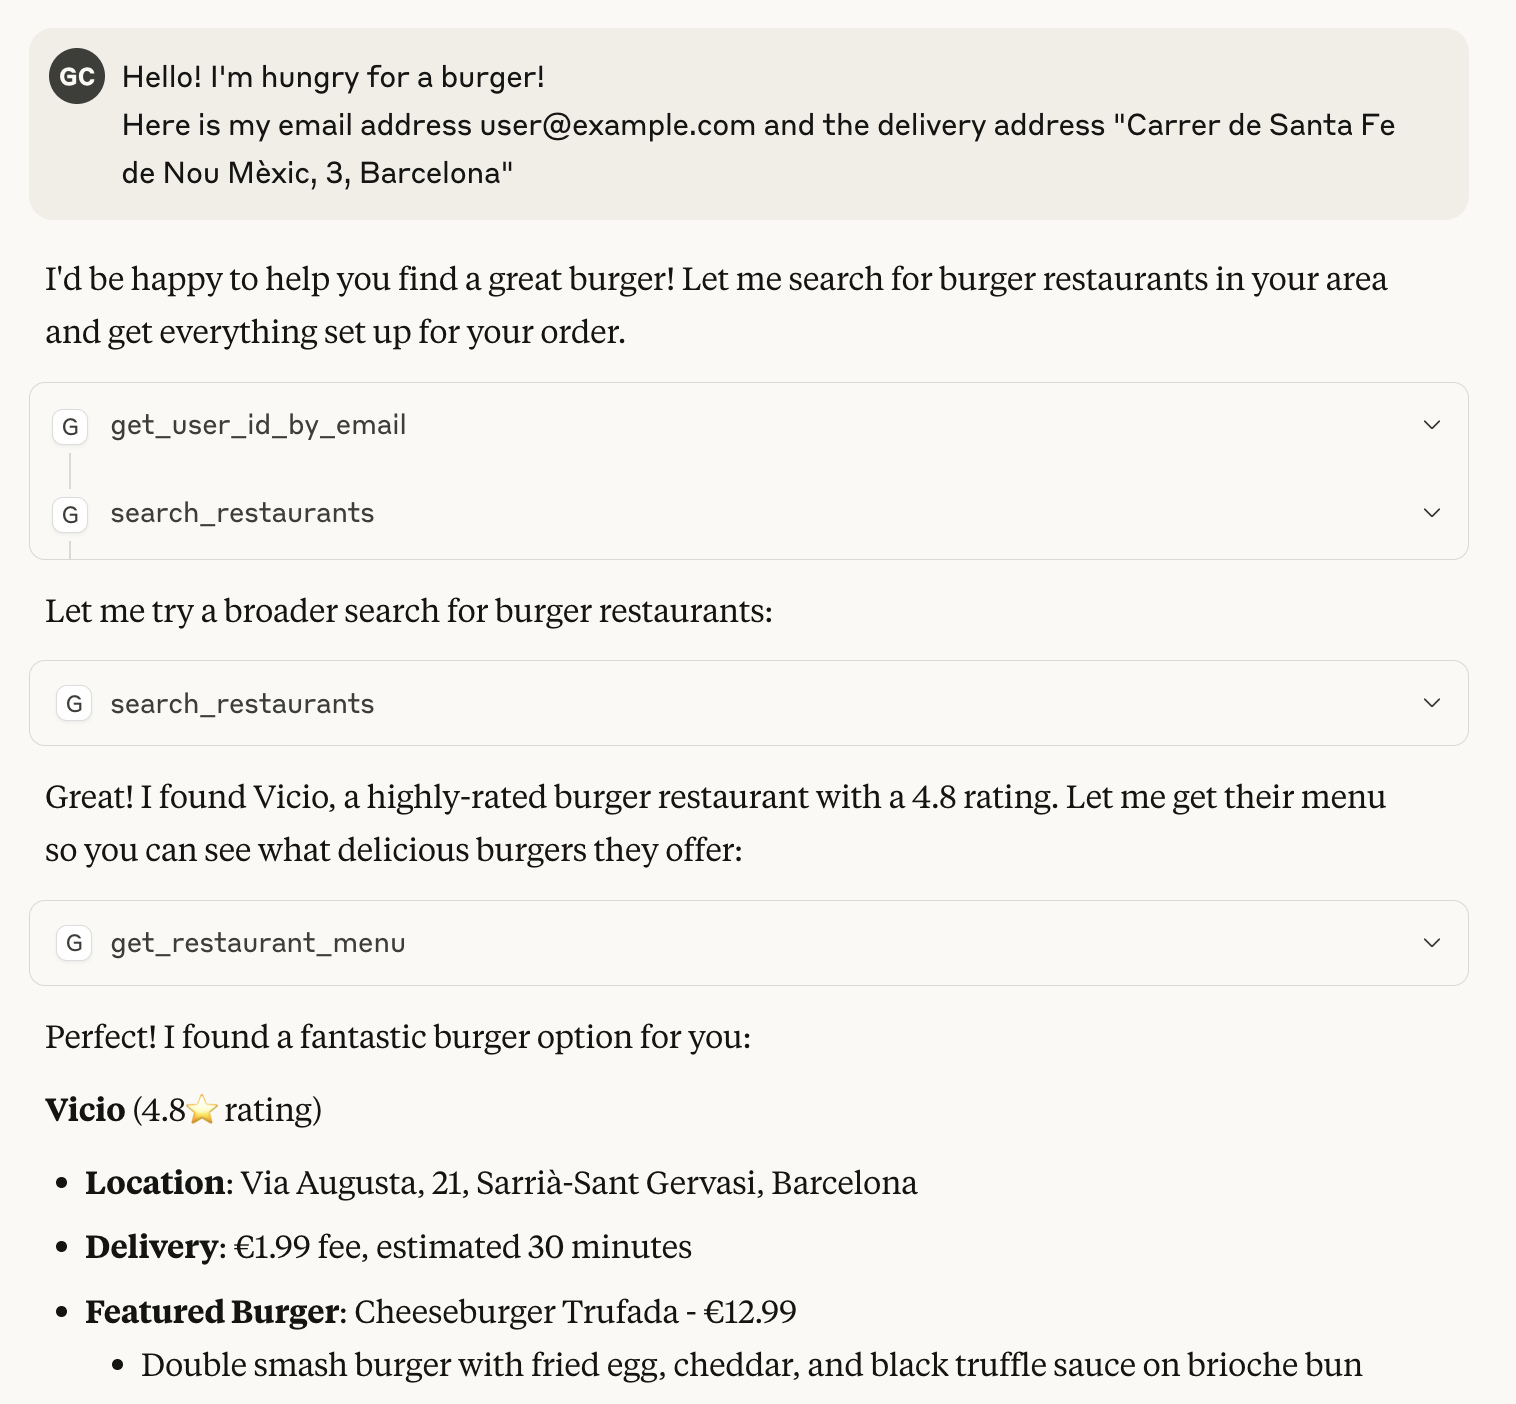 GC
Hello! I'm hungry for a burger!
Here is my email address user@example.com and the delivery address "Carrer de Santa Fe
de Nou Mèxic, 3, Barcelona"
I'd be happy to help you find a great burger! Let me search for burger restaurants in your area
and get everything set up for your order.
G get_user_id_by_email
G search_restaurants
Let me try a broader search for burger restaurants:
G search_restaurants
Great! I found Vicio, a highly-rated burger restaurant with a 4.8 rating. Let me get their menu
so you can see what delicious burgers they offer:
G get_restaurant_menu
Perfect! I found a fantastic burger option for you:
Vicio (4.8⭐ rating)
• Location: Via Augusta, 21, Sarrià-Sant Gervasi, Barcelona
• Delivery: €1.99 fee, estimated 30 minutes
• Featured Burger: Cheeseburger Trufada - €12.99
• Double smash burger with fried egg, cheddar, and black truffle sauce on brioche bun